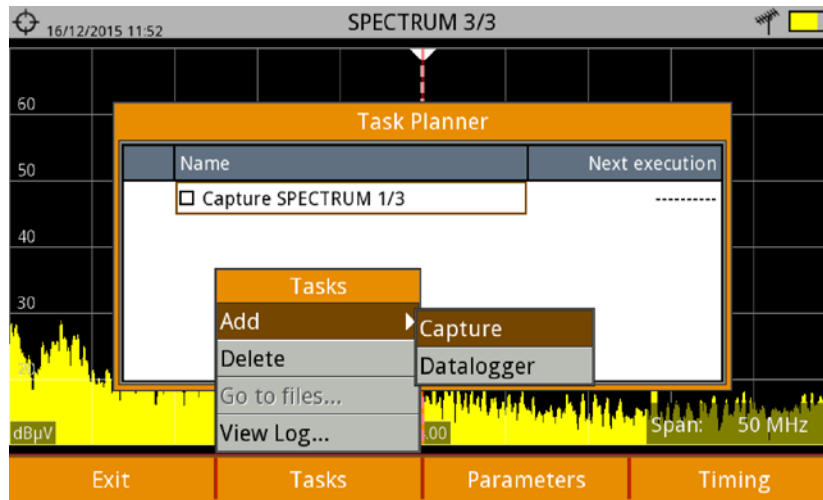 16/12/2015 11:52 SPECTRUM 3/3
60
Task Planner
50 Name Next execution
Capture SPECTRUM 1/3 ----------
40
Tasks
30
Add Capture
Delete Datalogger
20
Go to files...
dBµV View Log... .00 Span: 50 MHz
Exit Tasks Parameters Timing